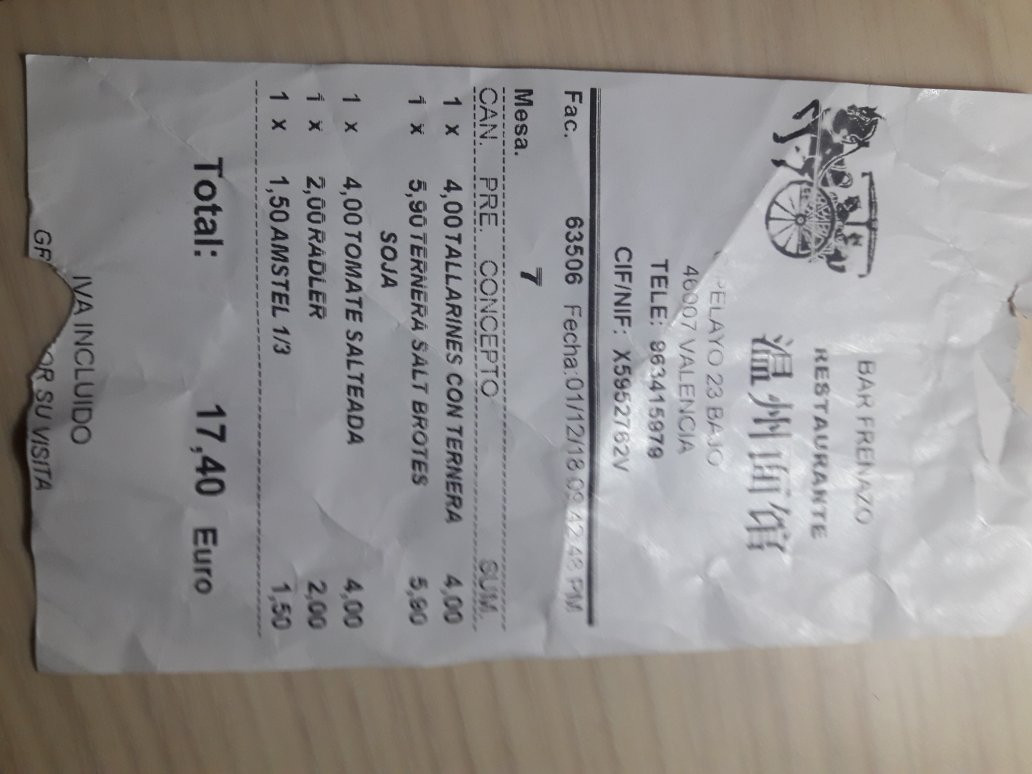 BAR FRENAZO
RESTAURANTE
温州面馆
PELAYO 23 BAJO
46007 VALENCIA
TELE: 963415979
CIF/NIF: X5952762V
Fac. 63506 Fecha:01/12/18 09:42:48 PM
Mesa. 7
CAN. PRE. CONCEPTO SUM.
1 x 4,00 TALLARINES CON TERNERA 4,00
1 x 5,90 TERNERA SALT BROTES 5,90
SOJA
1 x 4,00 TOMATE SALTEADA 4,00
1 x 2,00 RADLER 2,00
1 x 1,50 AMSTEL 1/3 1,50
Total: 17,40 Euro
IVA INCLUIDO
SU VISITA